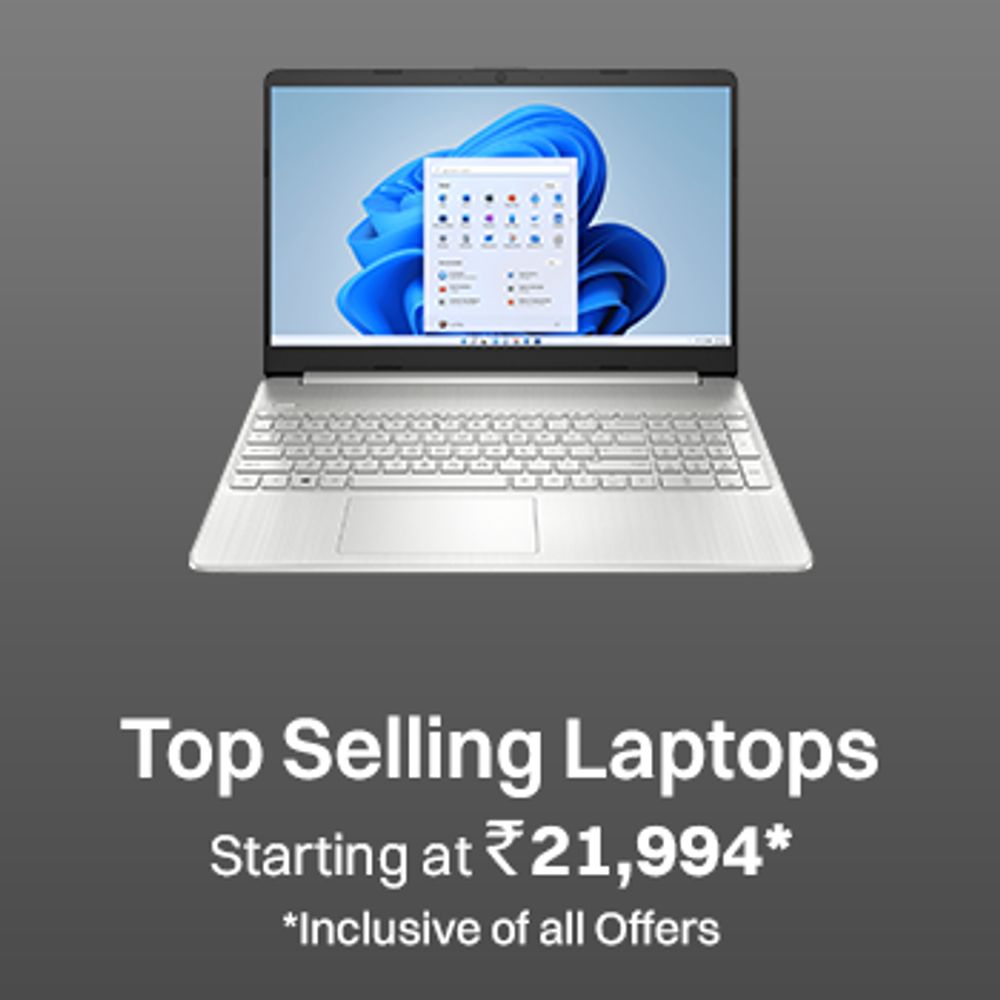 Top Selling Laptops
Starting at ₹21,994*
*Inclusive of all Offers